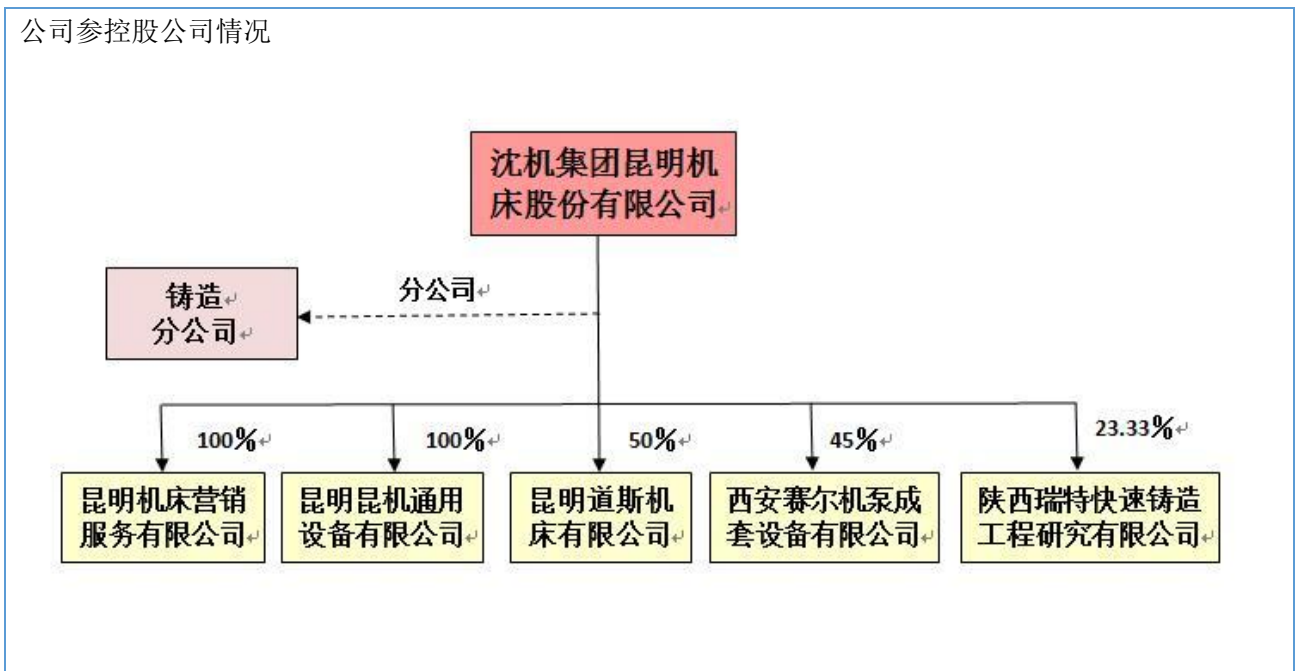 公司参控股公司情况
沈机集团昆明机
床股份有限公司
铸造
分公司
分公司
100%
100%
50%
45%
23.33%
昆明机床营销
服务有限公司
昆明昆机通用
设备有限公司
昆明道斯机
床有限公司
西安赛尔机泵成
套设备有限公司
陕西瑞特快速铸造
工程研究有限公司